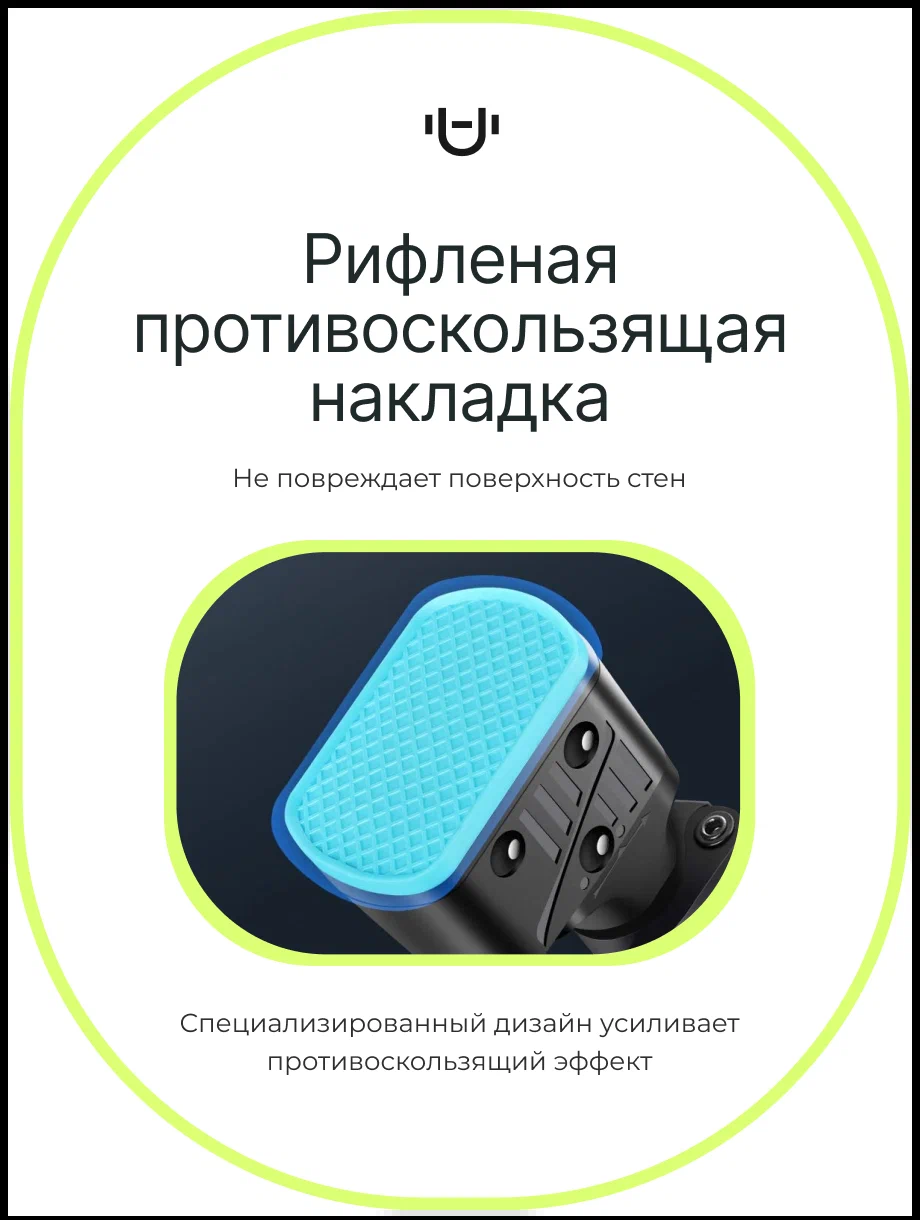 Рифленая
противоскользящая
накладка
Не повреждает поверхность стен
Специализированный дизайн усиливает
противоскользящий эффект